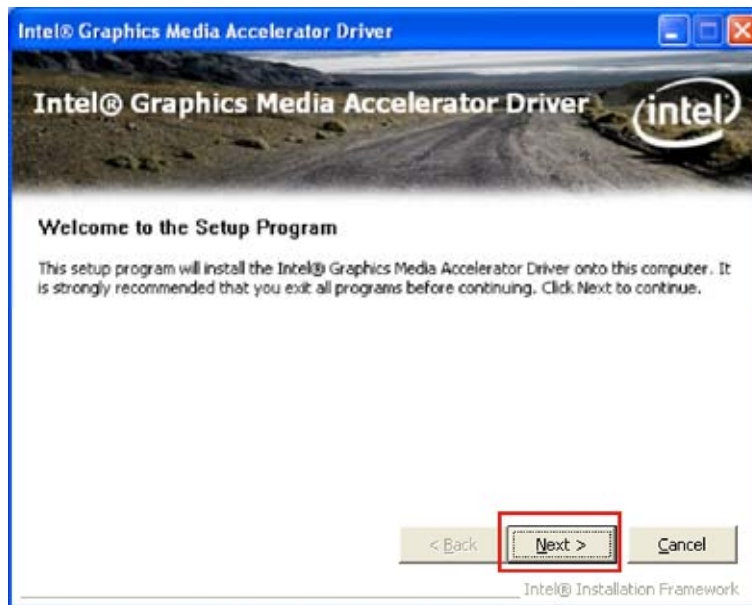 Intel® Graphics Media Accelerator Driver
Intel® Graphics Media Accelerator Driver
intel
Welcome to the Setup Program
This setup program will install the Intel® Graphics Media Accelerator Driver onto this computer. It
is strongly recommended that you exit all programs before continuing. Click Next to continue.
< Back
Next >
Cancel
Intel® Installation Framework